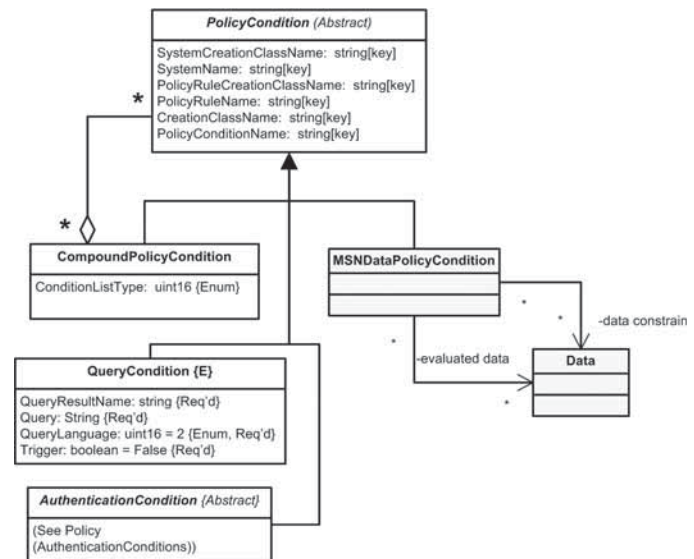 PolicyCondition (Abstract)
SystemCreationClassName: string[key]
SystemName: string[key]
PolicyRuleCreationClassName: string[key]
PolicyRuleName: string[key]
CreationClassName: string[key]
PolicyConditionName: string[key]
*
*
CompoundPolicyCondition
ConditionListType: uint16 {Enum}
MSNDataPolicyCondition
*
*
-data constrain
*
-evaluated data
*
Data
QueryCondition {E}
QueryResultName: string {Req'd}
Query: String {Req'd}
QueryLanguage: uint16 = 2 {Enum, Req'd}
Trigger: boolean = False {Req'd}
AuthenticationCondition {Abstract}
(See Policy
(AuthenticationConditions))